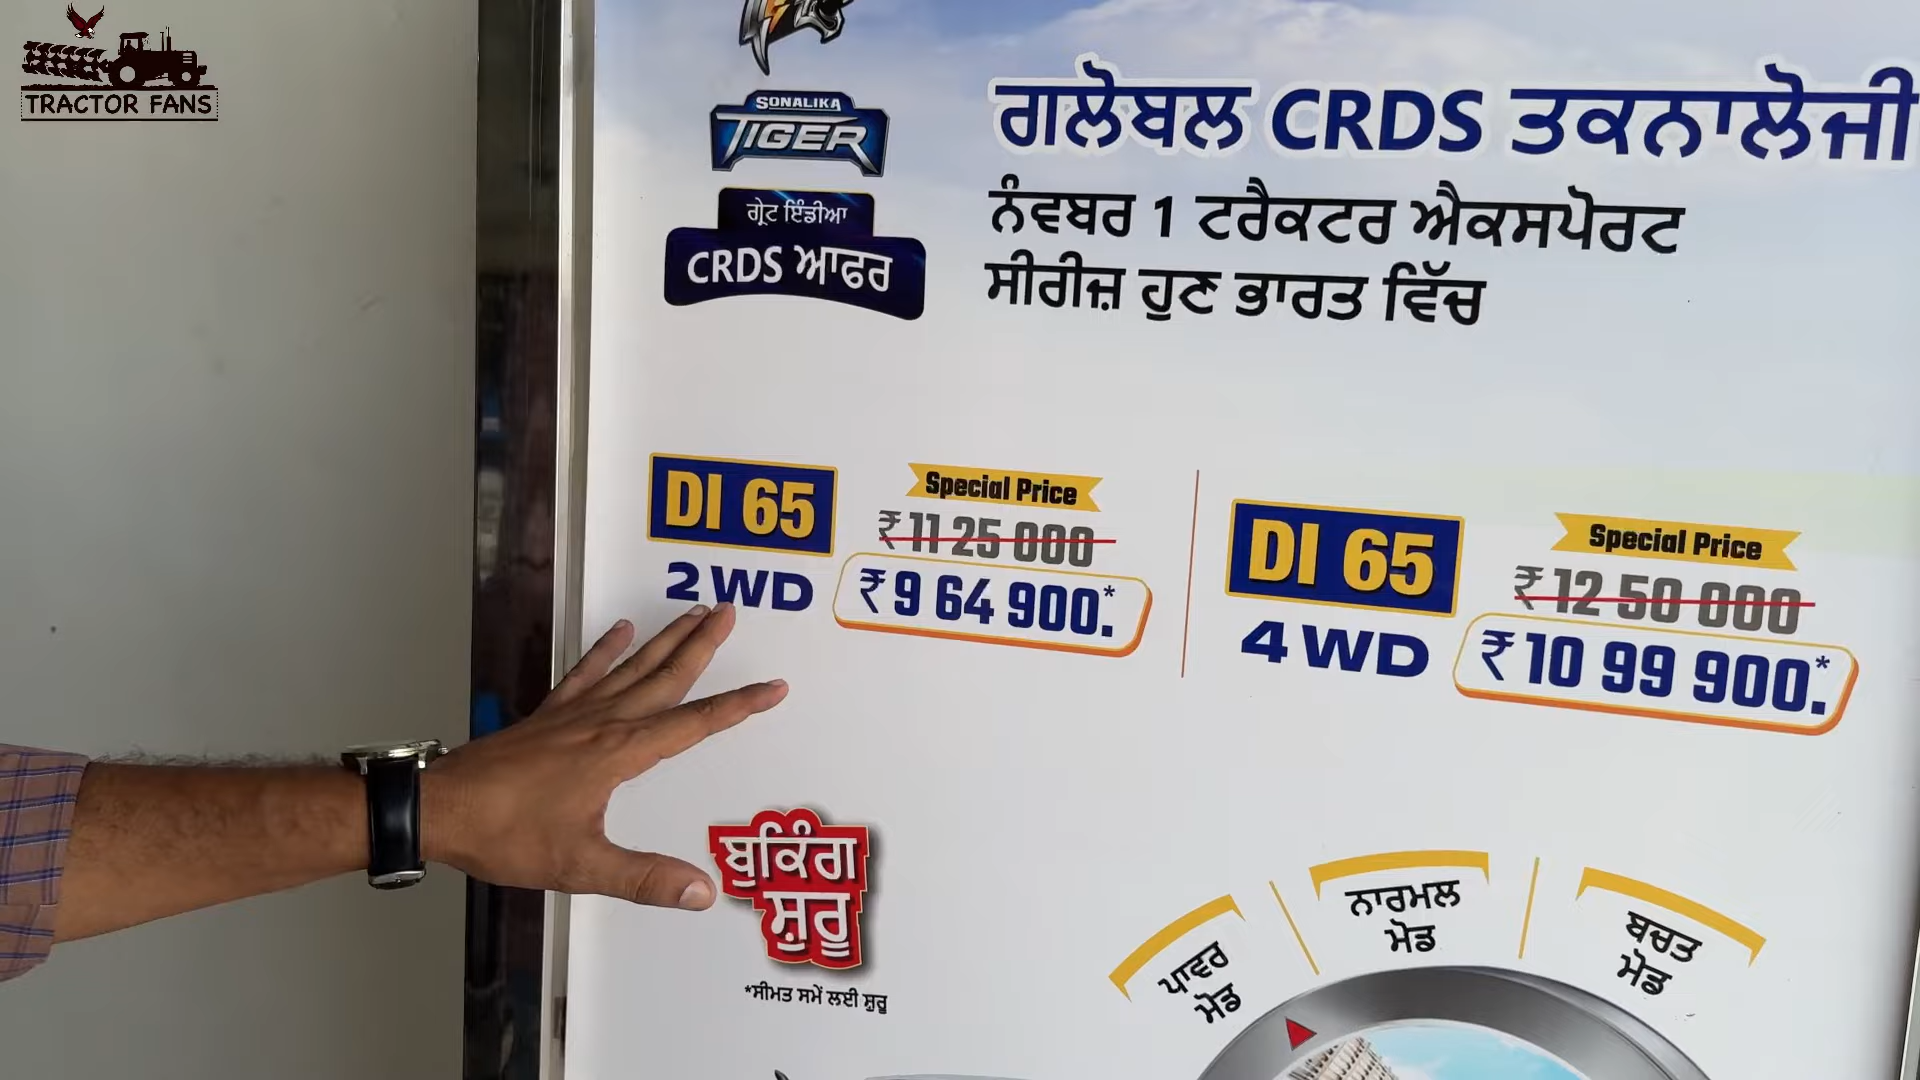 TRACTOR FANS
SONALIKA
TIGER
ਗ੍ਰੇਟ ਇੰਡੀਆ
CRDS ਆਫਰ
ਗਲੋਬਲ CRDS ਤਕਨਾਲੋਜੀ
ਨੰਵਬਰ 1 ਟਰੈਕਟਰ ਐਕਸਪੋਰਟ
ਸੀਰੀਜ਼ ਹੁਣ ਭਾਰਤ ਵਿੱਚ
DI 65
2 WD
Special Price
₹ 11 25 000
₹ 9 64 900.*
DI 65
4 WD
Special Price
₹ 12 50 000
₹ 10 99 900.*
ਬੁਕਿੰਗ
ਸ਼ੁਰੂ
*ਸੀਮਤ ਸਮੇਂ ਲਈ ਸ਼ੁਰੂ
ਪਾਵਰ
ਮੋਡ
ਨਾਰਮਲ
ਮੋਡ
ਬਚਤ
ਮੋਡ